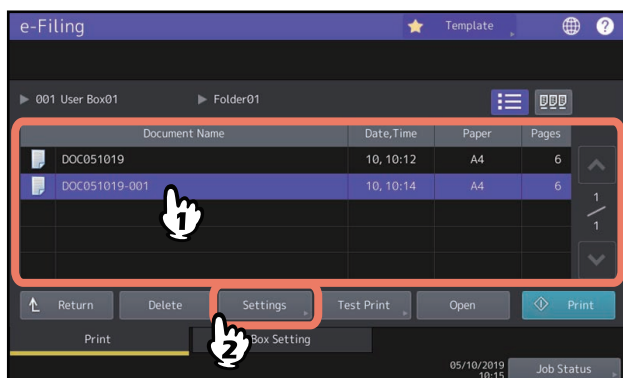 e-Filing Template ?
001 User Box01 Folder01
Document Name Date,Time Paper Pages
DOC051019 10, 10:12 A4 6
DOC051019-001 10, 10:14 A4 6
1
1
1
Return Delete Settings Test Print Open Print
2
Print Box Setting
05/10/2019
10:15
Job Status